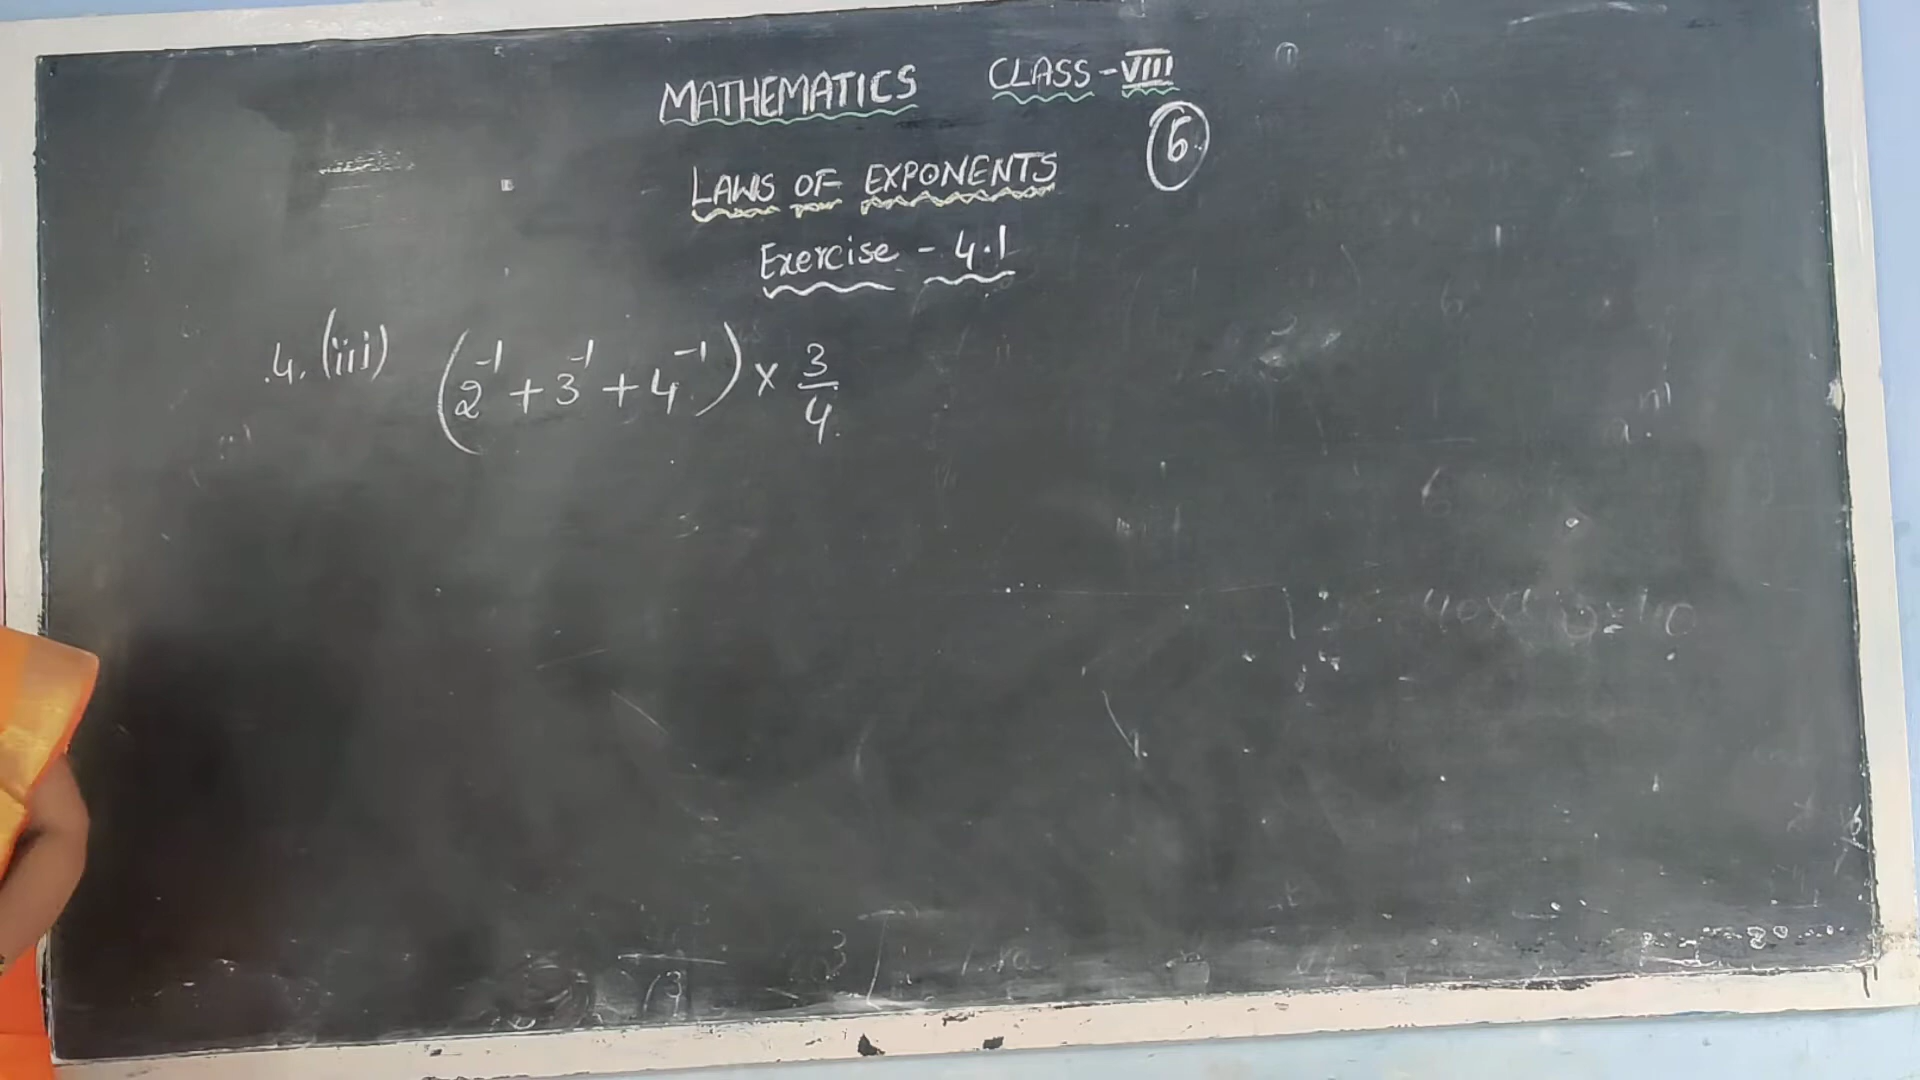 MATHEMATICS CLASS - VIII
6
LAWS OF EXPONENTS
Exercise - 4.1
4. (iii) (2⁻¹ + 3⁻¹ + 4⁻¹) × 3/4